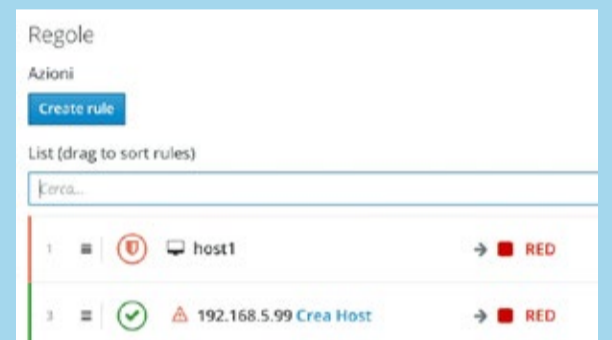 Regole
Azioni
Create rule
List (drag to sort rules)
Cerca...
1 host1 RED
3 192.168.5.99 Crea Host RED